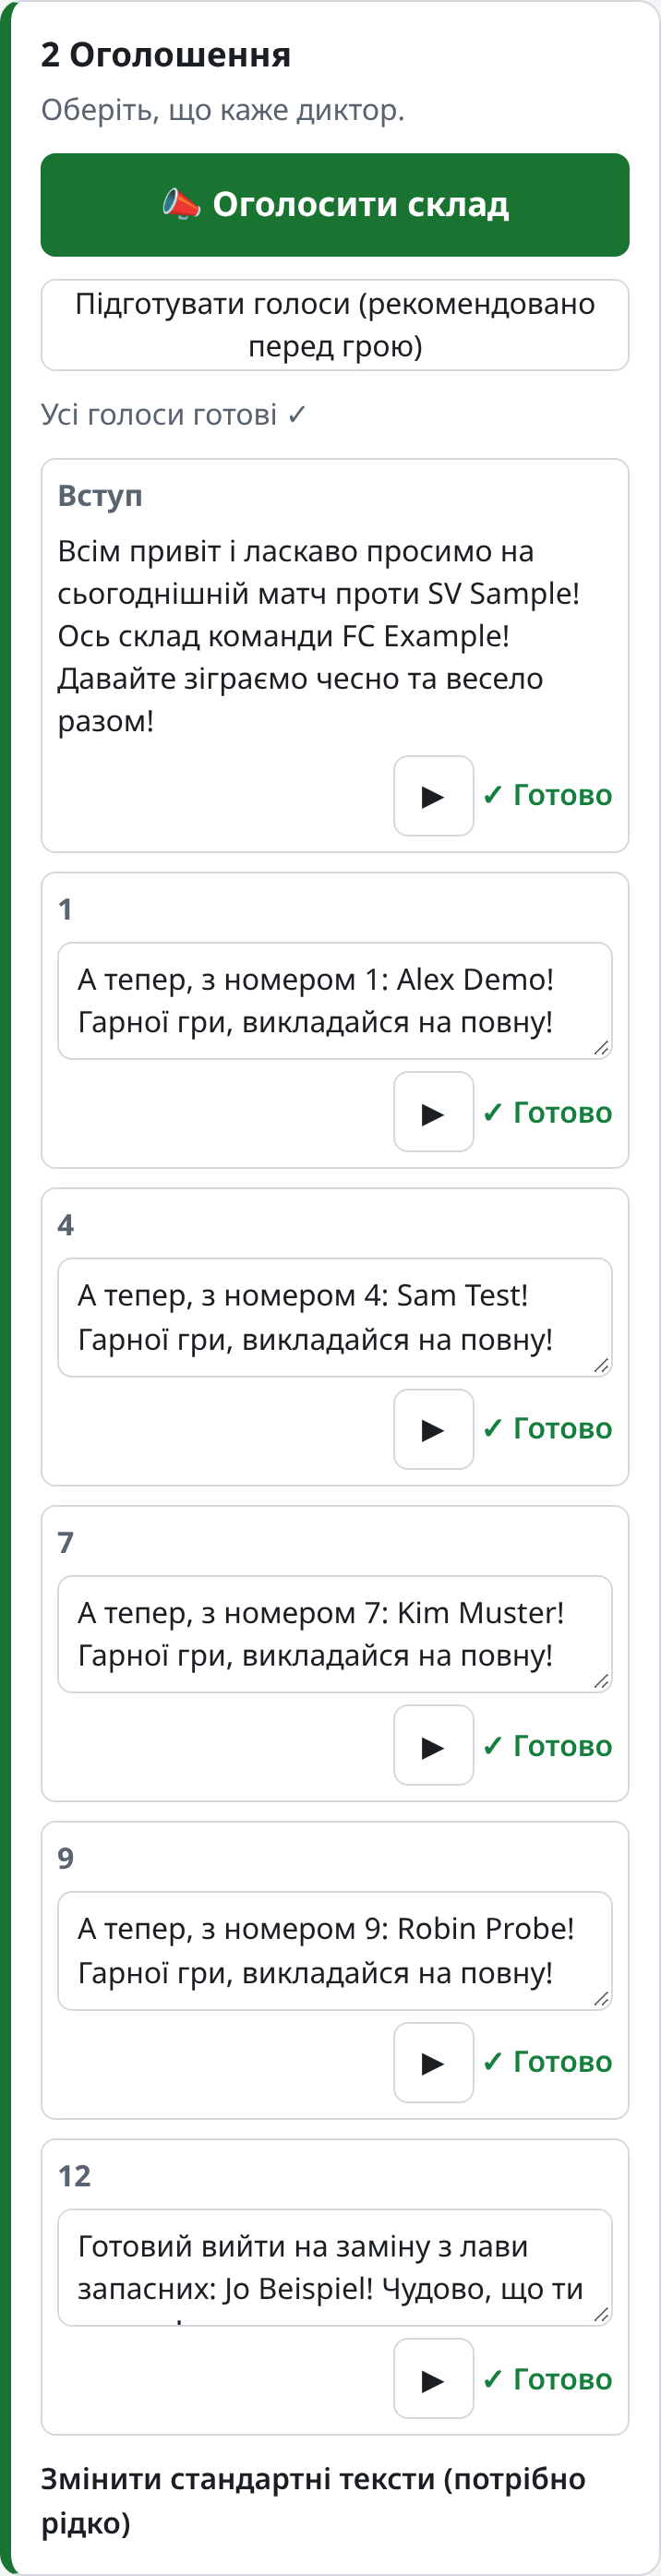 2 Оголошення
Оберіть, що каже диктор.
📣 Оголосити склад
Підготувати голоси (рекомендовано
перед грою)
Усі голоси готові ✓
Вступ
Всім привіт і ласкаво просимо на
сьогоднішній матч проти SV Sample!
Ось склад команди FC Example!
Давайте зіграємо чесно та весело
разом!
▶ ✓ Готово
1
А тепер, з номером 1: Alex Demo!
Гарної гри, викладайся на повну!
▶ ✓ Готово
4
А тепер, з номером 4: Sam Test!
Гарної гри, викладайся на повну!
▶ ✓ Готово
7
А тепер, з номером 7: Kim Muster!
Гарної гри, викладайся на повну!
▶ ✓ Готово
9
А тепер, з номером 9: Robin Probe!
Гарної гри, викладайся на повну!
▶ ✓ Готово
12
Готовий вийти на заміну з лави
запасних: Jo Beispiel! Чудово, що ти
▶ ✓ Готово
Змінити стандартні тексти (потрібно
рідко)